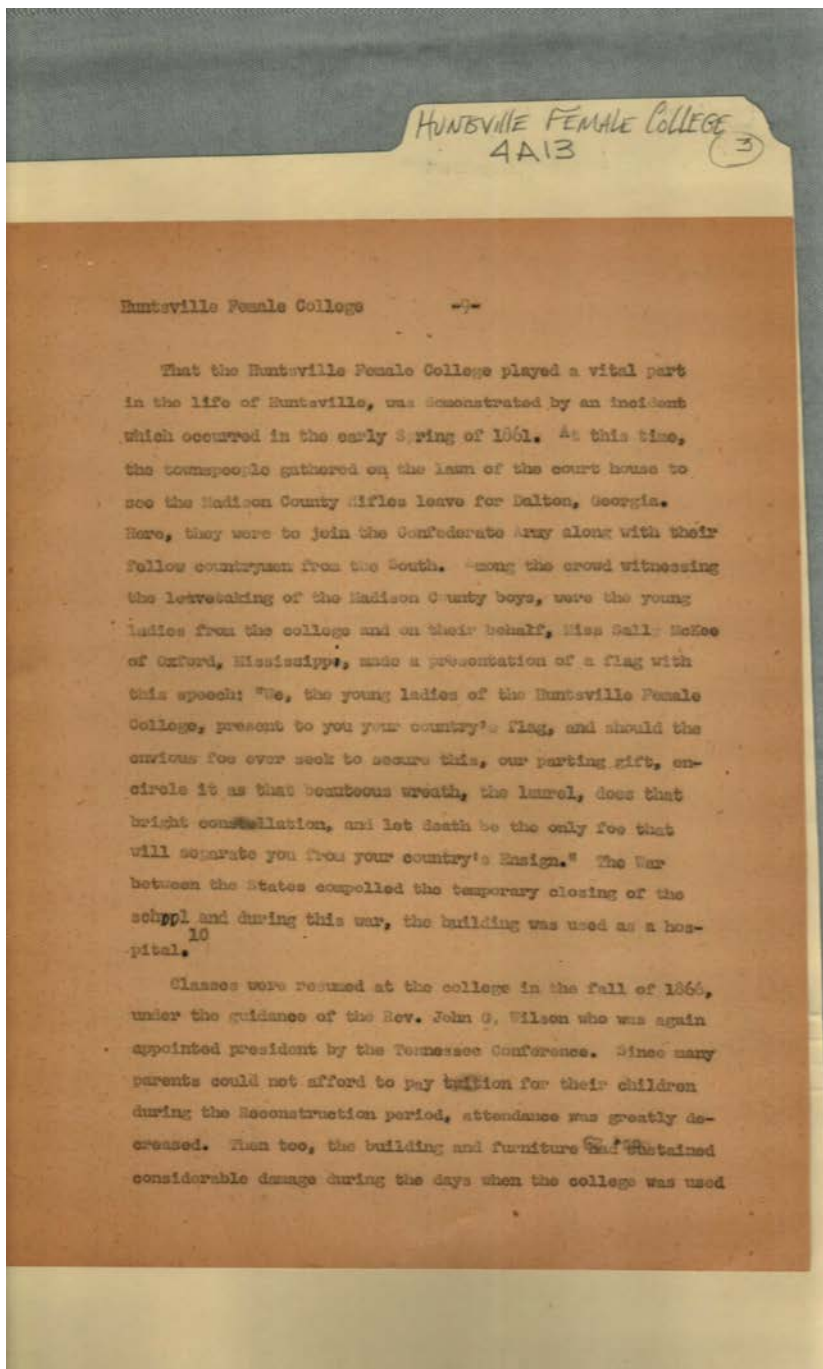 HUNTSVILLE FEMALE COLLEGE
4A13
3
Huntsville Female College -9-
That the Huntsville Female College played a vital part
in the life of Huntsville, was demonstrated by an incident
which occurred in the early Spring of 1861. At this time,
the townspeople gathered on the lawn of the court house to
see the Madison County Rifles leave for Dalton, Georgia.
Here, they were to join the Confederate Army along with their
fellow countrymen from the South. Among the crowd witnessing
the leavetaking of the Madison County boys, were the young
ladies from the college and on their behalf, Miss Sally McKee
of Oxford, Mississippi, made a presentation of a flag with
this speech: "We, the young ladies of the Huntsville Female
College, present to you your country's flag, and should the
envious foe ever seek to secure this, our parting gift, en-
circle it as that beauteous wreath, the laurel, does that
bright constellation, and let death be the only foe that
will separate you from your country's Ensign." The War
between the States compelled the temporary closing of the
school and during this war, the building was used as a hos-
10
pital.
Classes were resumed at the college in the fall of 1866,
under the guidance of the Rev. John G. Wilson who was again
appointed president by the Tennessee Conference. Since many
parents could not afford to pay tuition for their children
during the Reconstruction period, attendance was greatly de-
creased. Then too, the building and furniture had sustained
considerable damage during the days when the college was used